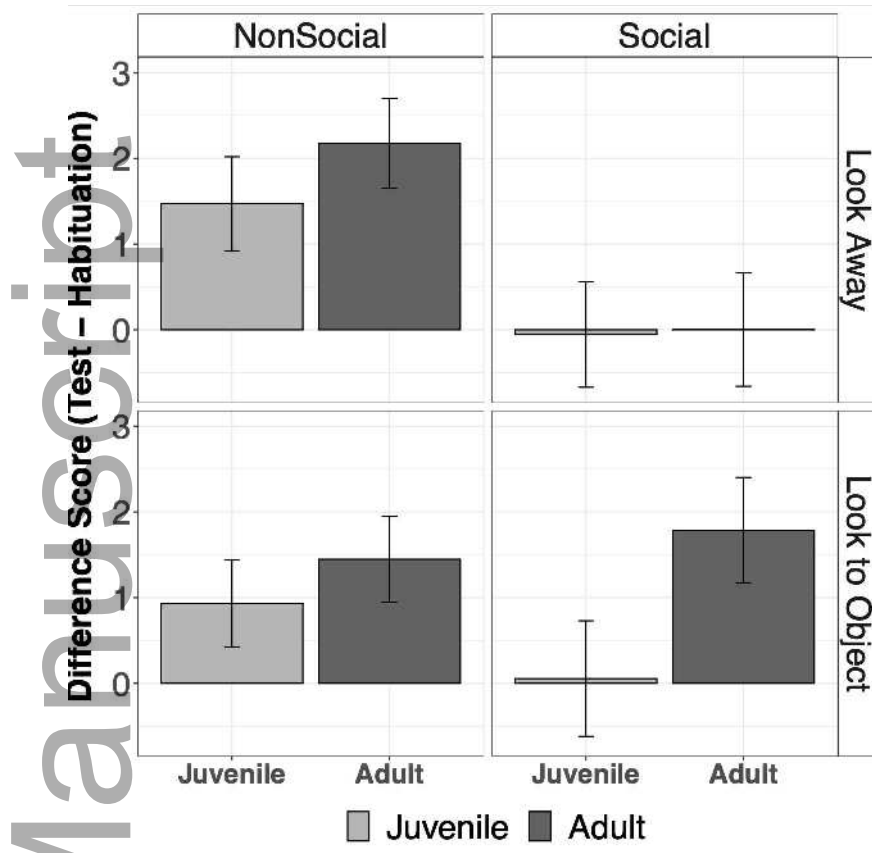 NonSocial Social
3
2
1
0
Look Away
3
2
1
0
Look to Object
Difference Score (Test – Habituation)
Manuscript
Juvenile Adult Juvenile Adult
Juvenile Adult